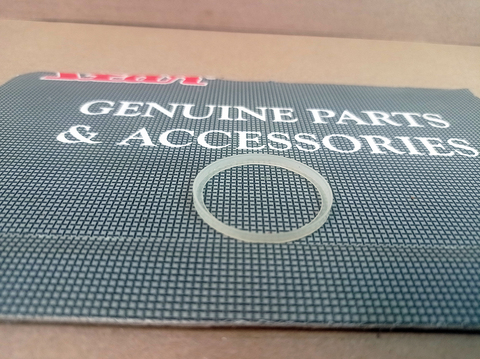 GENUINE PARTS
& ACCESSORIES